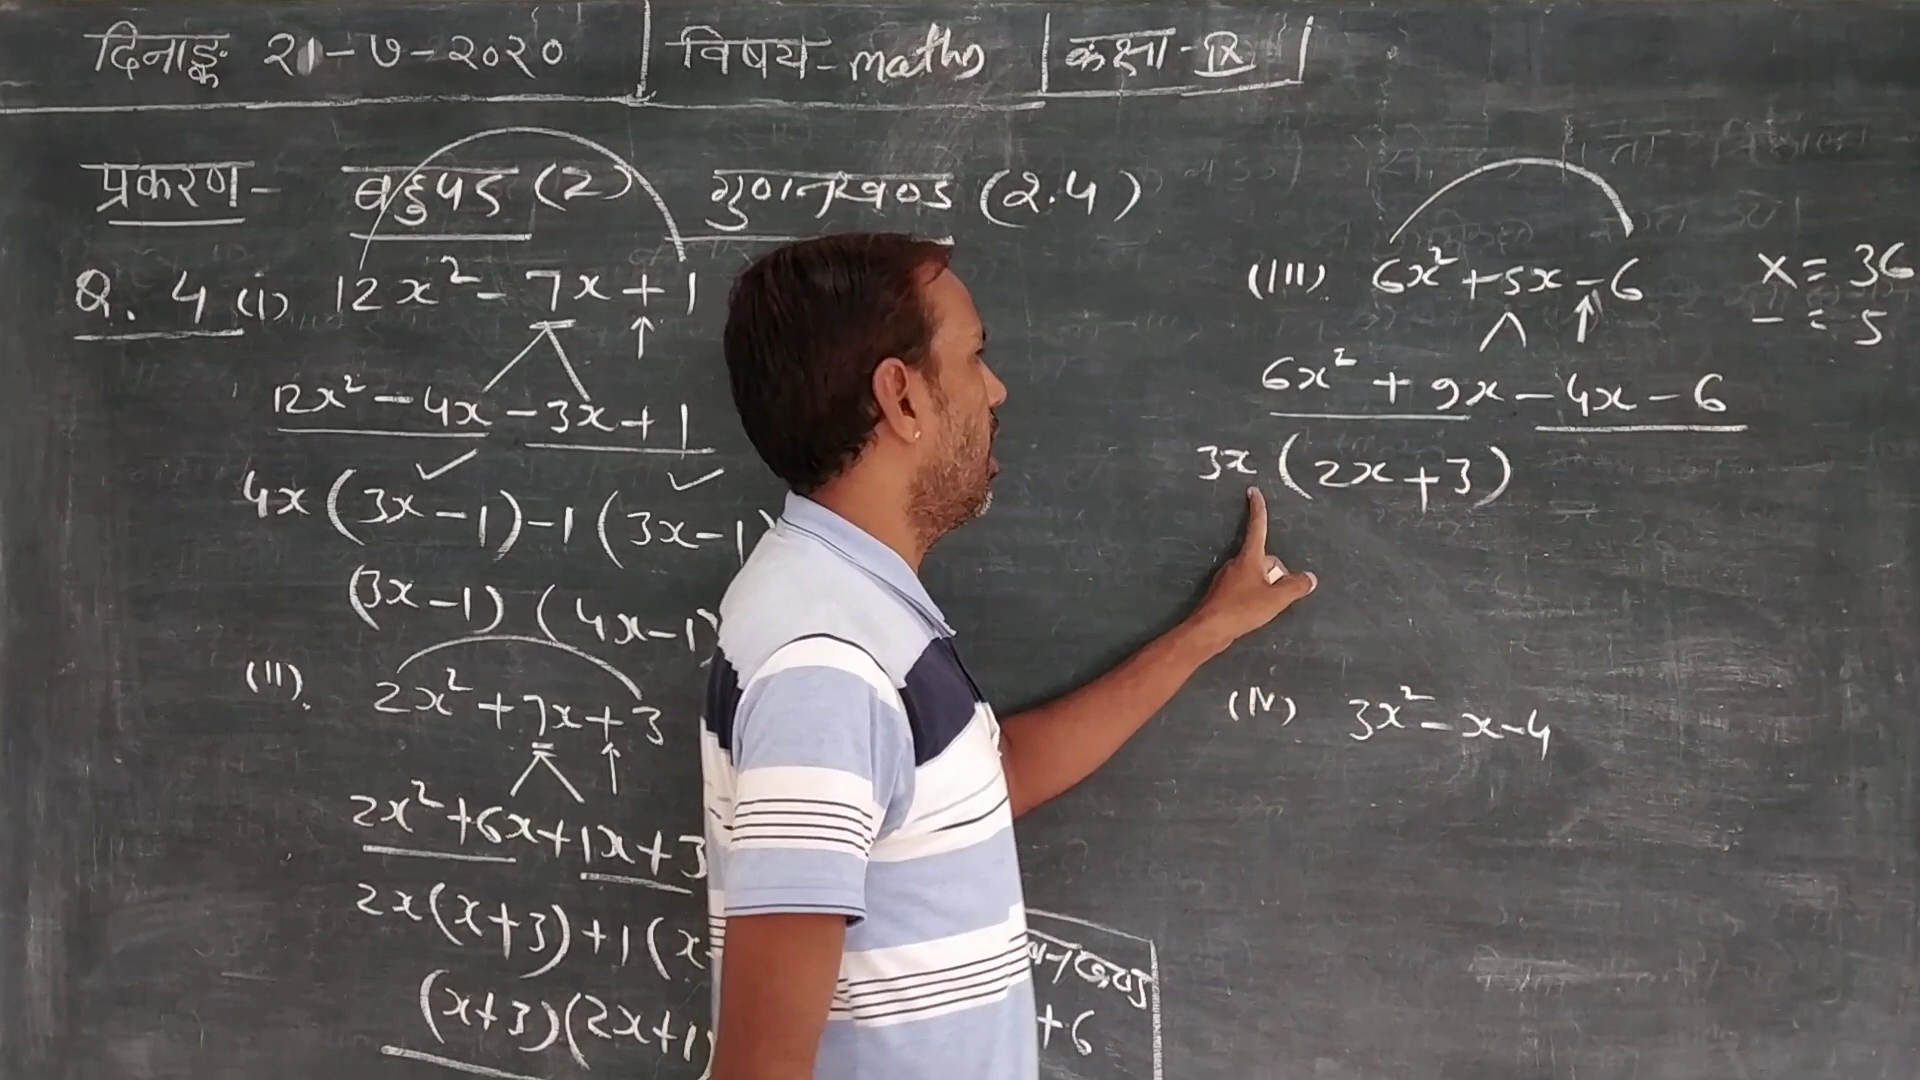 दिनाङ्क २१-७-२०२० विषय- maths कक्षा-IX
प्रकरण- बहुपद (2) गुणनखण्ड (2.4)
Q. 4 (i) 12x² - 7x + 1
12x² - 4x - 3x + 1
4x (3x - 1) - 1 (3x - 1
(3x - 1) (4x - 1)
(II). 2x² + 7x + 3
2x² + 6x + 1x + 3
2x(x + 3) + 1 (x
(x+3)(2x+1)
(III) 6x² + 5x - 6 x = 36
- = 5
6x² + 9x - 4x - 6
3x (2x + 3)
(IV) 3x² - x - 4
+6